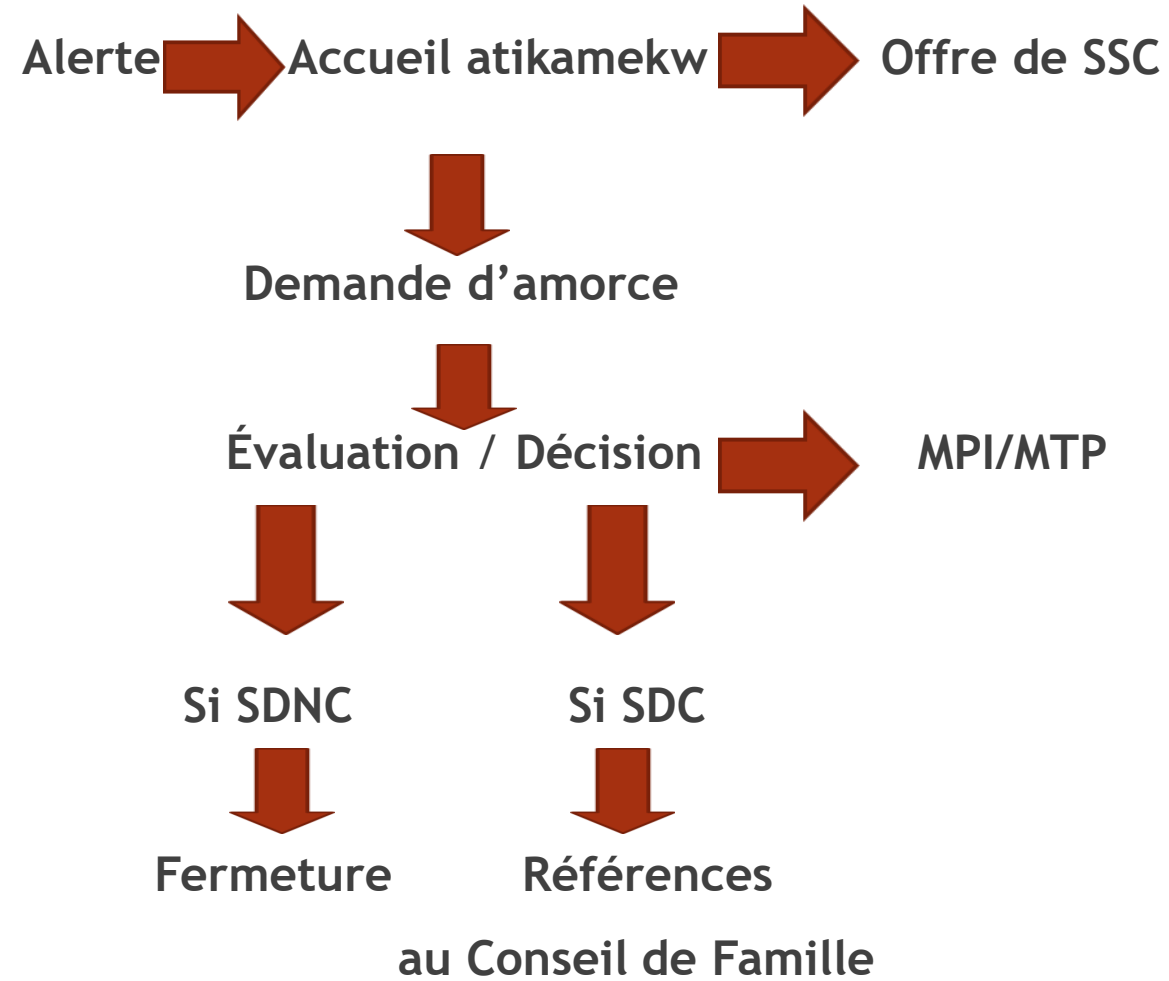 Alerte Accueil atikamekw Offre de SSC
Demande d’amorce
Évaluation / Décision MPI/MTP
Si SDNC Si SDC
Fermeture Références
au Conseil de Famille